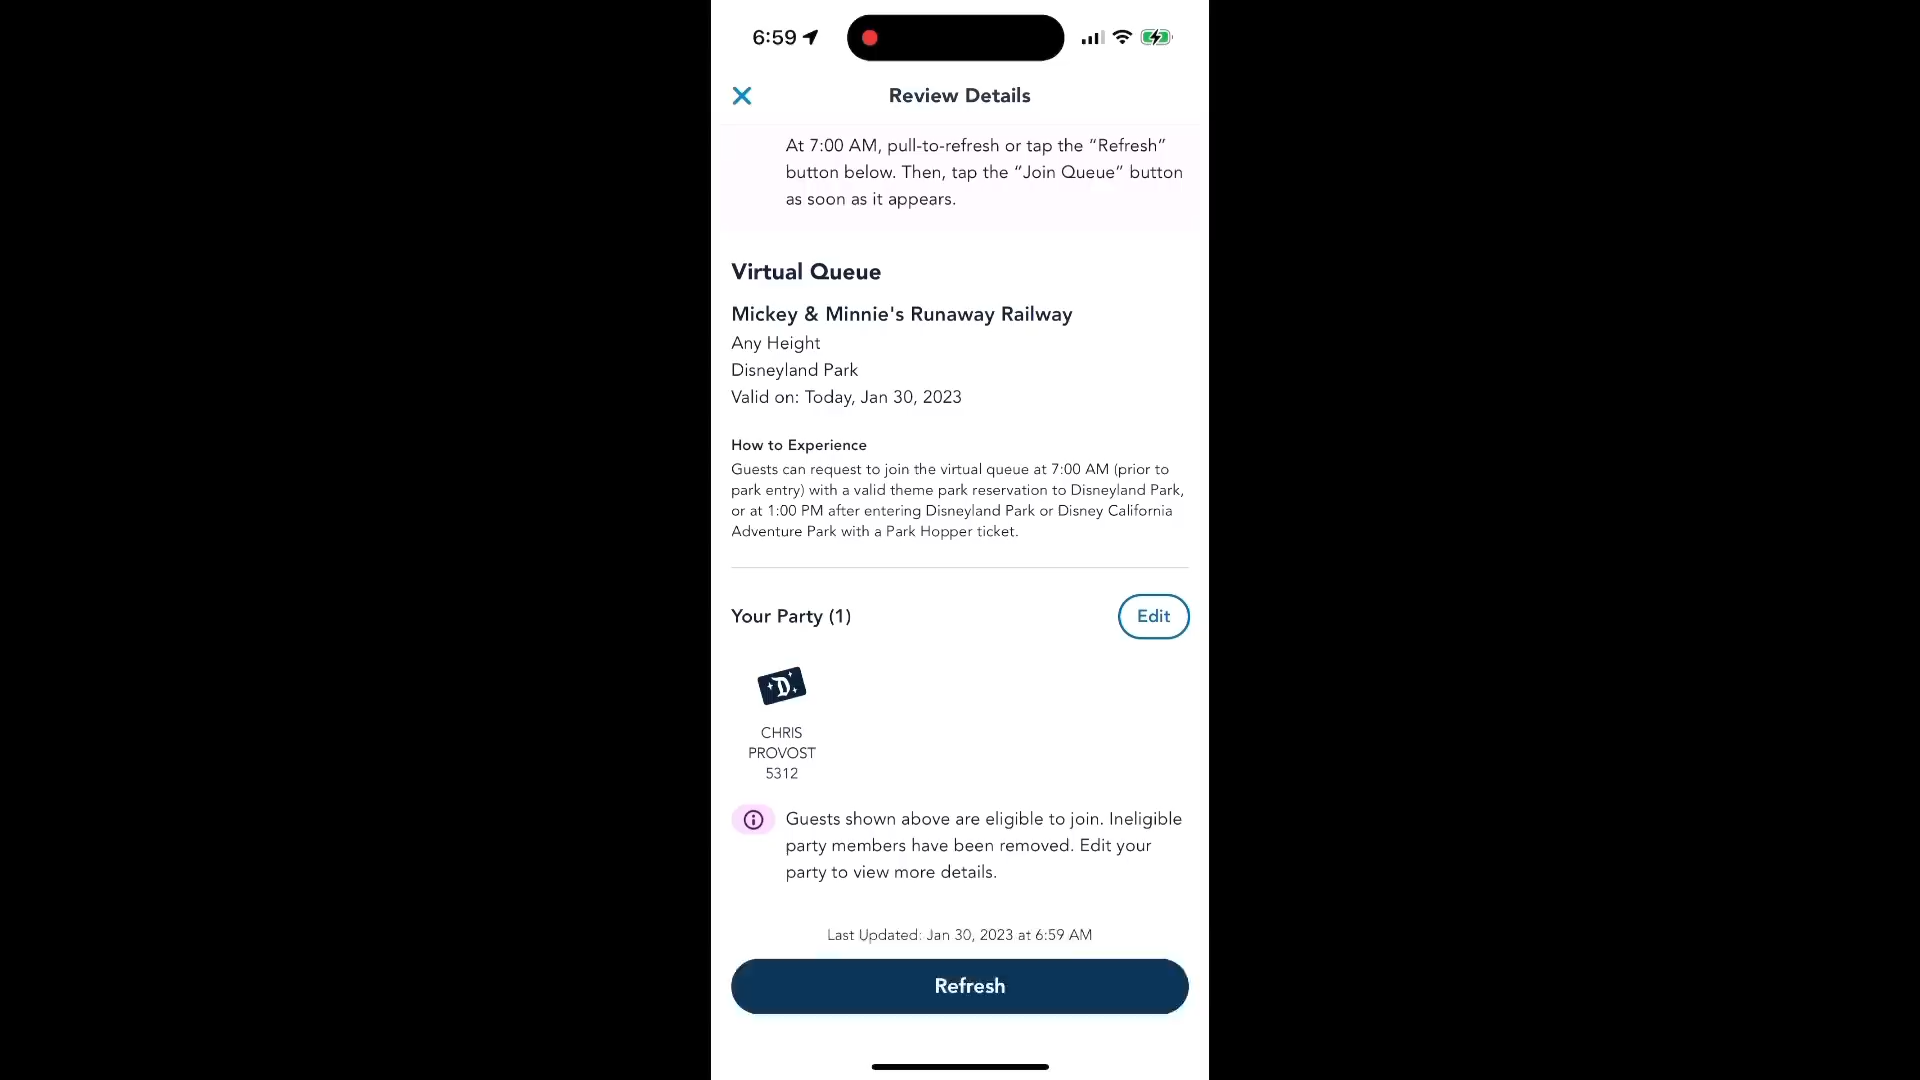 6:59
Review Details
At 7:00 AM, pull-to-refresh or tap the “Refresh”
button below. Then, tap the “Join Queue” button
as soon as it appears.
Virtual Queue
Mickey & Minnie's Runaway Railway
Any Height
Disneyland Park
Valid on: Today, Jan 30, 2023
How to Experience
Guests can request to join the virtual queue at 7:00 AM (prior to
park entry) with a valid theme park reservation to Disneyland Park,
or at 1:00 PM after entering Disneyland Park or Disney California
Adventure Park with a Park Hopper ticket.
Your Party (1)
Edit
D
CHRIS
PROVOST
5312
Guests shown above are eligible to join. Ineligible
party members have been removed. Edit your
party to view more details.
Last Updated: Jan 30, 2023 at 6:59 AM
Refresh